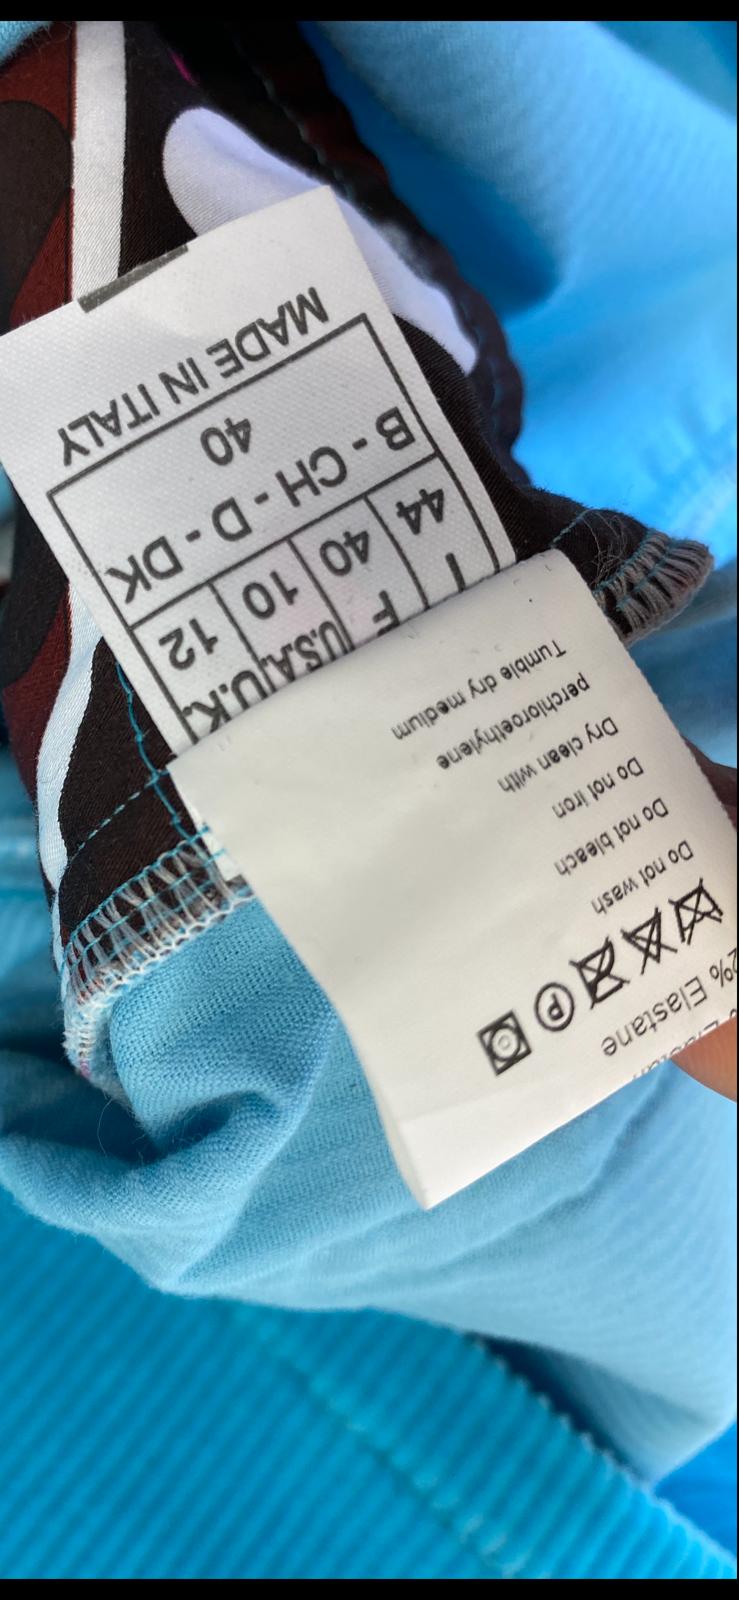 2% Elastane
P
Do not wash
Do not bleach
Do not iron
Dry clean with
perchloroethylene
Tumble dry medium
I F U.S.A. U.K.
44 40 10 12
B - CH - D - DK
40
MADE IN ITALY